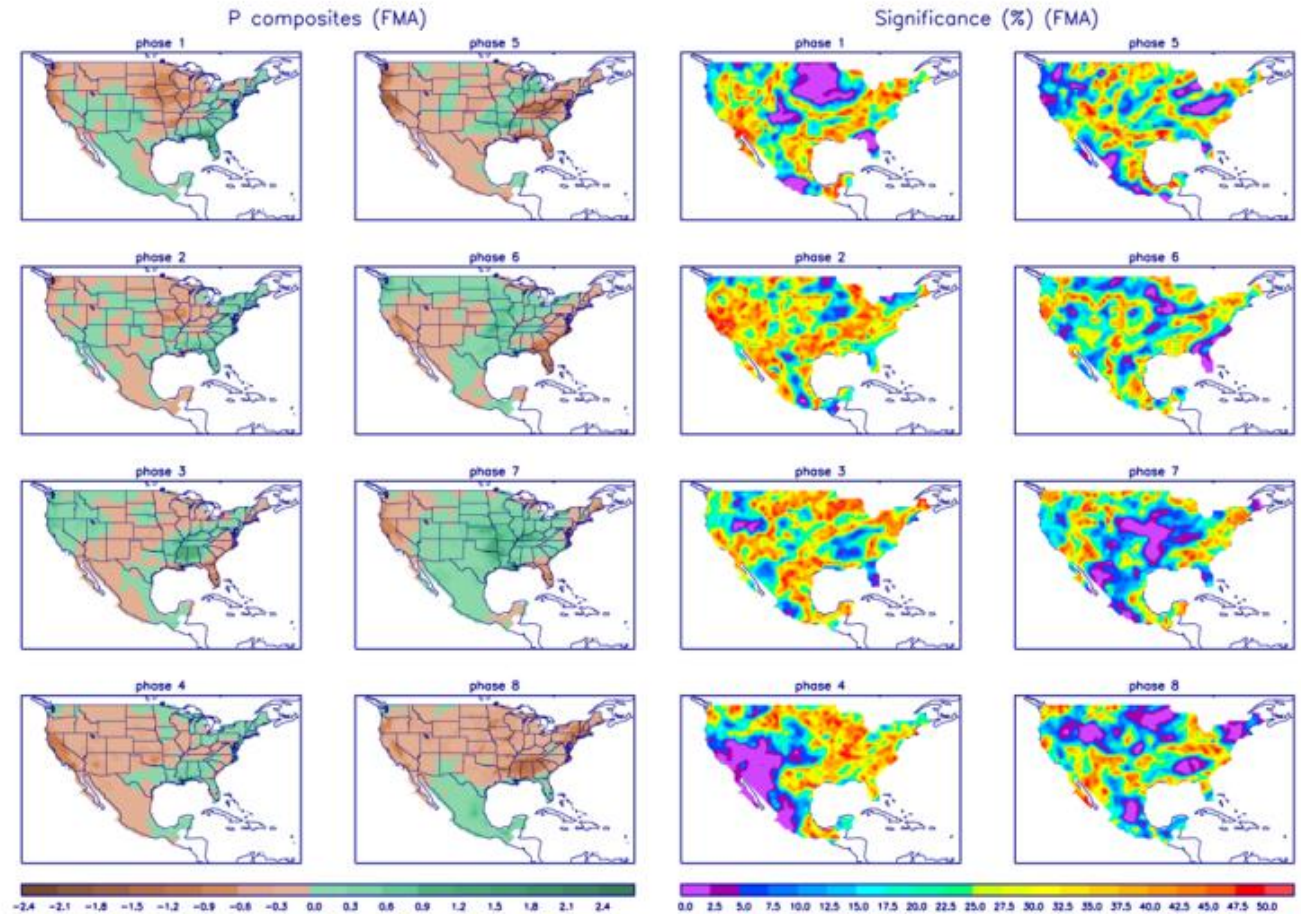 P composites (FMA)
Significance (%) (FMA)
phase 1
phase 5
phase 1
phase 5
phase 2
phase 6
phase 2
phase 6
phase 3
phase 7
phase 3
phase 7
phase 4
phase 8
phase 4
phase 8
-2.4 -2.1 -1.8 -1.5 -1.2 -0.9 -0.6 -0.3 0.0 0.3 0.6 0.9 1.2 1.5 1.8 2.1 2.4
0.0 2.5 5.0 7.5 10.0 12.5 15.0 17.5 20.0 22.5 25.0 27.5 30.0 32.5 35.0 37.5 40.0 42.5 45.0 47.5 50.0